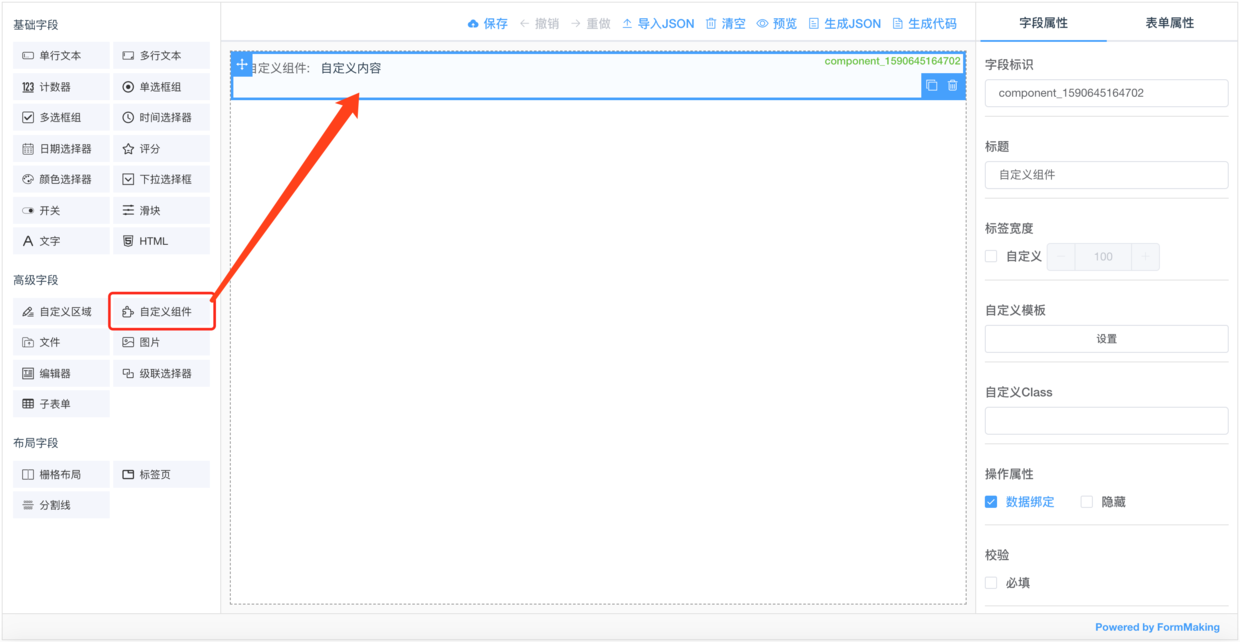 基础字段
单行文本
多行文本
计数器
单选框组
多选框组
时间选择器
日期选择器
评分
颜色选择器
下拉选择框
开关
滑块
文字
HTML
高级字段
自定义区域
自定义组件
文件
图片
编辑器
级联选择器
子表单
布局字段
栅格布局
标签页
分割线
保存
撤销
重做
导入JSON
清空
预览
生成JSON
生成代码
自定义组件: 自定义内容
component_1590645164702
字段属性
表单属性
字段标识
component_1590645164702
标题
自定义组件
标签宽度
自定义
100
自定义模板
设置
自定义Class
操作属性
数据绑定
隐藏
校验
必填
Powered by FormMaking